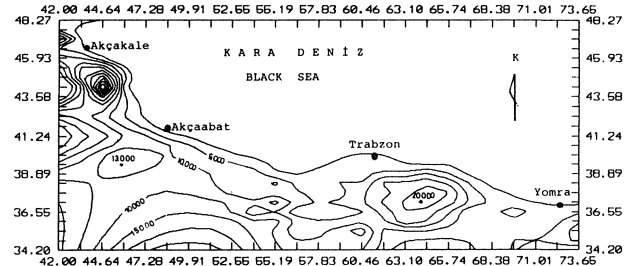 42.00 44.64 47.28 49.91 52.55 55.19 57.83 60.46 63.10 65.74 68.37 71.01 73.65
48.27 48.27
Akçakale
KARA DENİZ
45.93 45.93
BLACK SEA
K
43.58 43.58
Akçaabat
41.24 41.24
Trabzon
5000
13000
10000
38.89 38.89
20000
Yomra
10000
36.55 36.55
15000
34.20 34.20
42.00 44.64 47.28 49.91 52.55 55.19 57.83 60.46 63.10 65.74 68.37 71.01 73.65